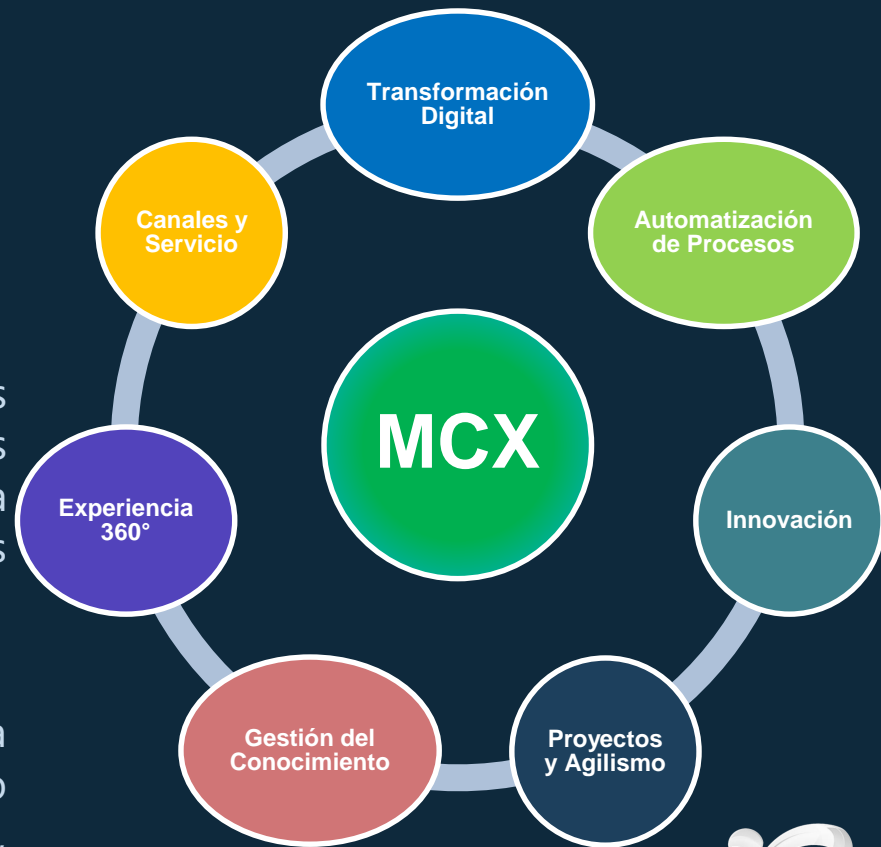 Transformación
Digital
Canales y
Servicio
Automatización
de Procesos
MCX
Experiencia
360°
Innovación
Gestión del
Conocimiento
Proyectos
y Agilismo